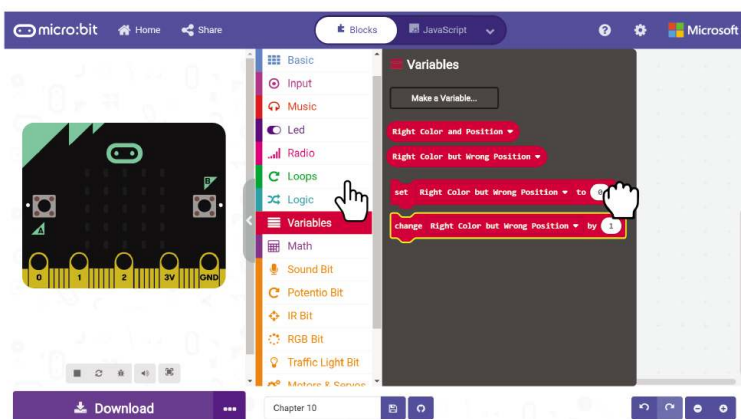 micro:bit Home Share Blocks JavaScript Microsoft
Basic
Input
Music
Led
Radio
Loops
Logic
Variables
Math
Sound Bit
Potentio Bit
IR Bit
RGB Bit
Traffic Light Bit
Motors & Servos
Variables
Make a Variable...
Right Color and Position
Right Color but Wrong Position
set Right Color but Wrong Position to 0
change Right Color but Wrong Position by 1
B
A
0 1 2 3V GND
Download
Chapter 10